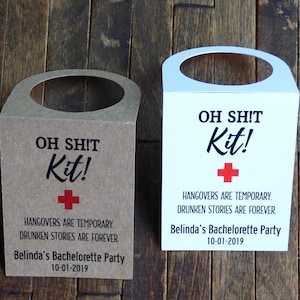 OH SH!T
Kit!
HANGOVERS ARE TEMPORARY.
DRUNKEN STORIES ARE FOREVER.
Belinda's Bachelorette Party
10-01-2019
OH SH!T
Kit!
HANGOVERS ARE TEMPORARY.
DRUNKEN STORIES ARE FOREVER.
Belinda's Bachelorette Party
10-01-2019